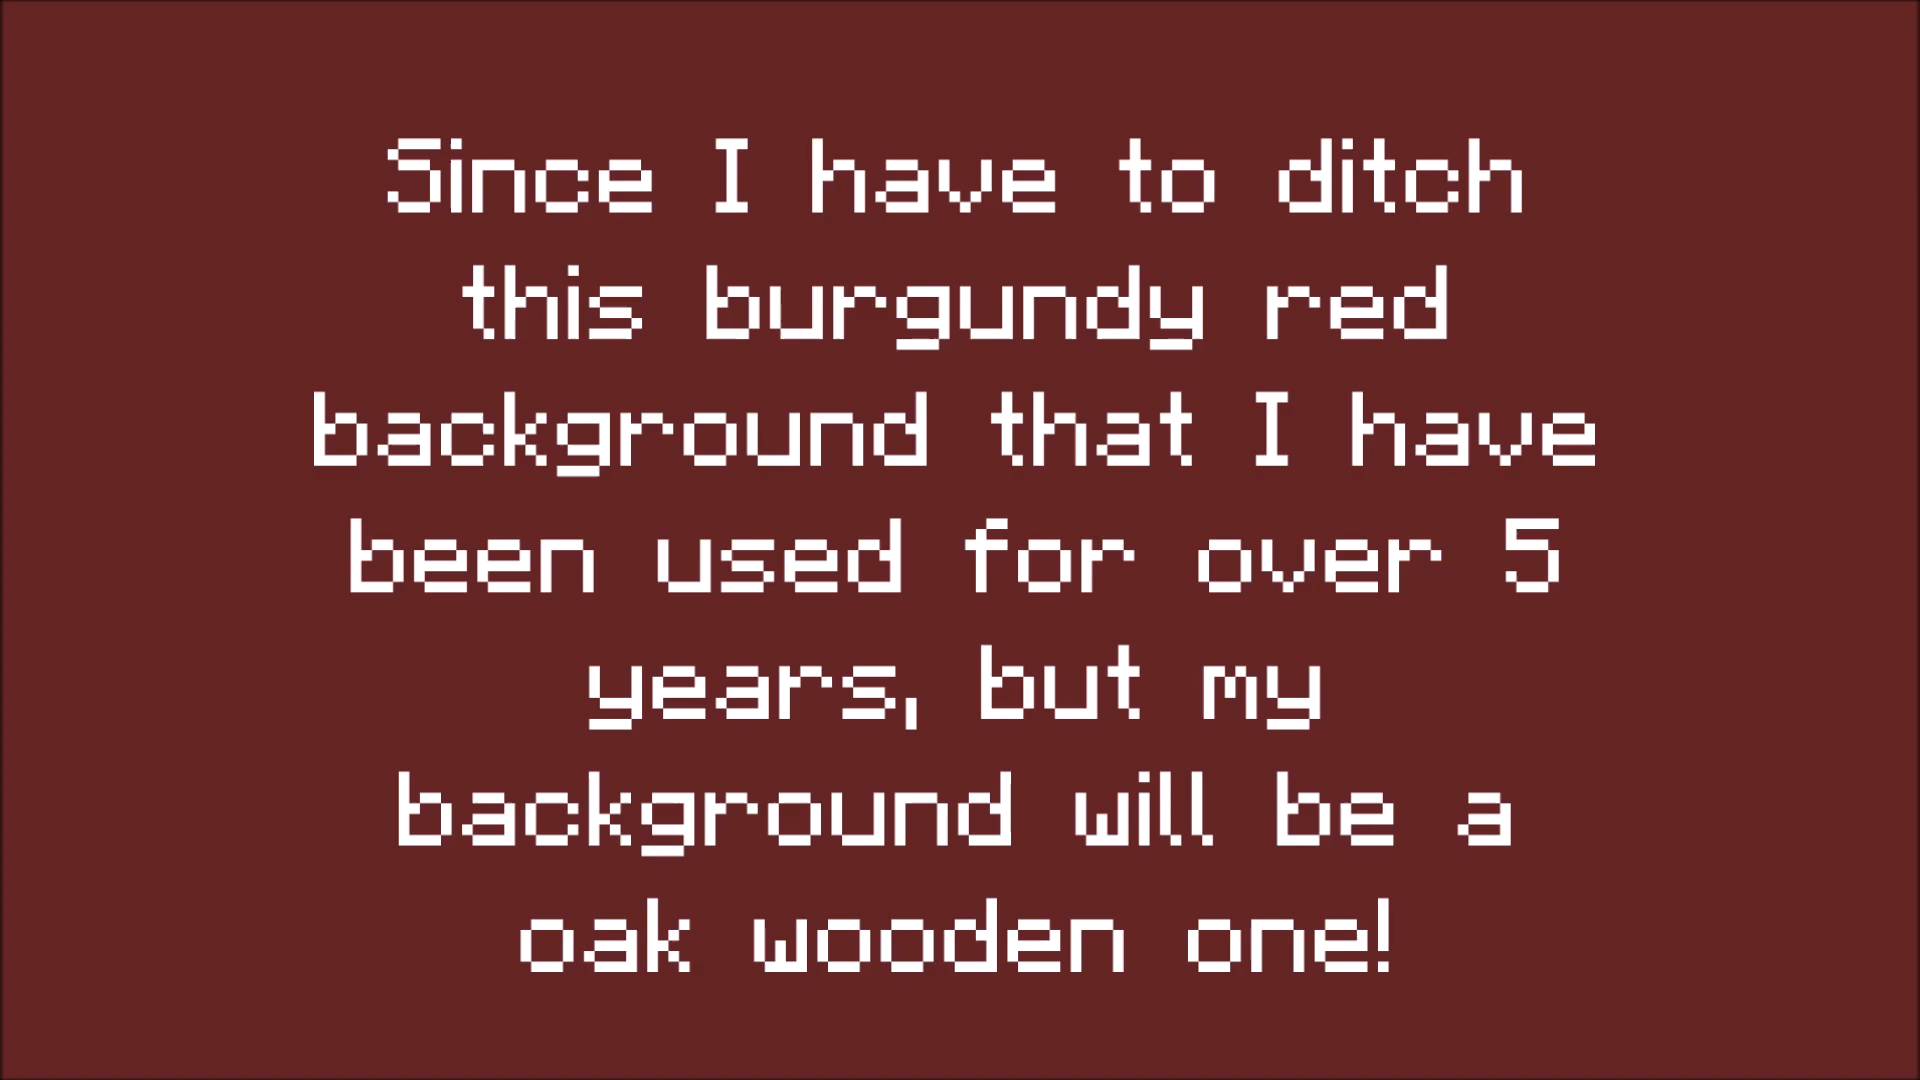 Since I have to ditch
this burgundy red
background that I have
been used for over 5
years, but my
background will be a
oak wooden one!